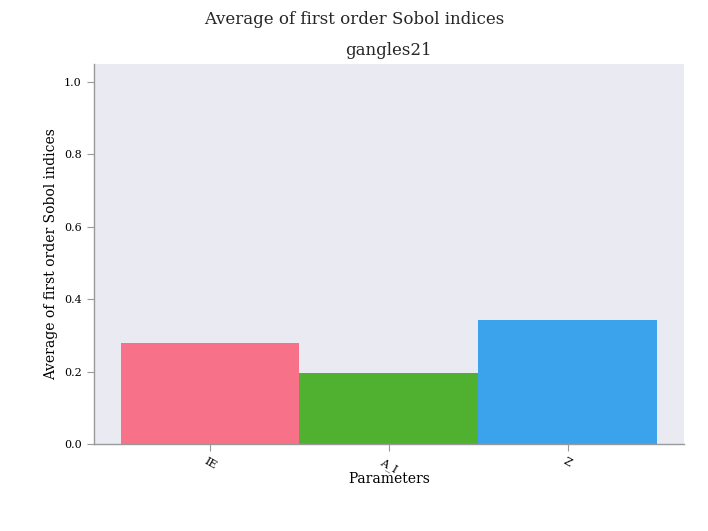 Average of first order Sobol indices
gangles21
Average of first order Sobol indices
1.0
0.8
0.6
0.4
0.2
0.0
IE
A_I
Z
Parameters